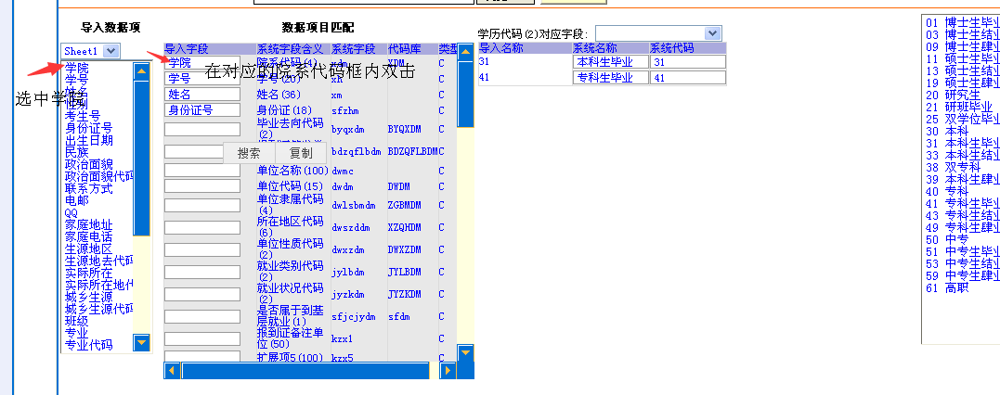 导入数据项
Sheet1
学院
学号
姓名
性别
考生号
身份证号
出生日期
民族
政治面貌
政治面貌代码
联系方式
电邮
QQ
家庭地址
家庭电话
生源地区
生源地去代码
实际所在
实际所在地代
城乡生源
城乡生源代码
班级
专业
专业代码
选中学院
数据项目匹配
导入字段 系统字段含义 系统字段 代码库 类型
学院 院系代码(4) xdm XDM C
在对应的院系代码框内双击
学号 学号(20) xh C
姓名 姓名(36) xm C
身份证号 身份证(18) sfzhm C
毕业去向代码(2) byqxdm BYQXDM C
bdzqflbdm BDZQFLBDM C
搜索 复制
单位名称(100) dwmc C
单位代码(15) dwdm DWDM C
单位隶属代码(4) dwlsbmdm ZGBMDM C
所在地区代码(6) dwszddm XZQHDM C
单位性质代码(2) dwxzdm DWXZDM C
就业类别代码(2) jylbdm JYLBDM C
就业状况代码(2) jyzkdm JYZKDM C
是否属于到基层就业(1) sfjcjydm sfdm C
报到证备注单位(50) kzx1 C
扩展项5(100) kzx5 C
学历代码(2)对应字段:
导入名称 系统名称 系统代码
31 本科生毕业 31
41 专科生毕业 41
01 博士生毕业
03 博士生结业
09 博士生肄业
11 硕士生毕业
13 硕士生结业
19 硕士生肄业
20 研究生
21 研班毕业
25 双学位毕业
30 本科
31 本科生毕业
33 本科生结业
38 双专科
39 本科生肄业
40 专科
41 专科生毕业
43 专科生结业
49 专科生肄业
50 中专
51 中专生毕业
53 中专生结业
59 中专生肄业
61 高职